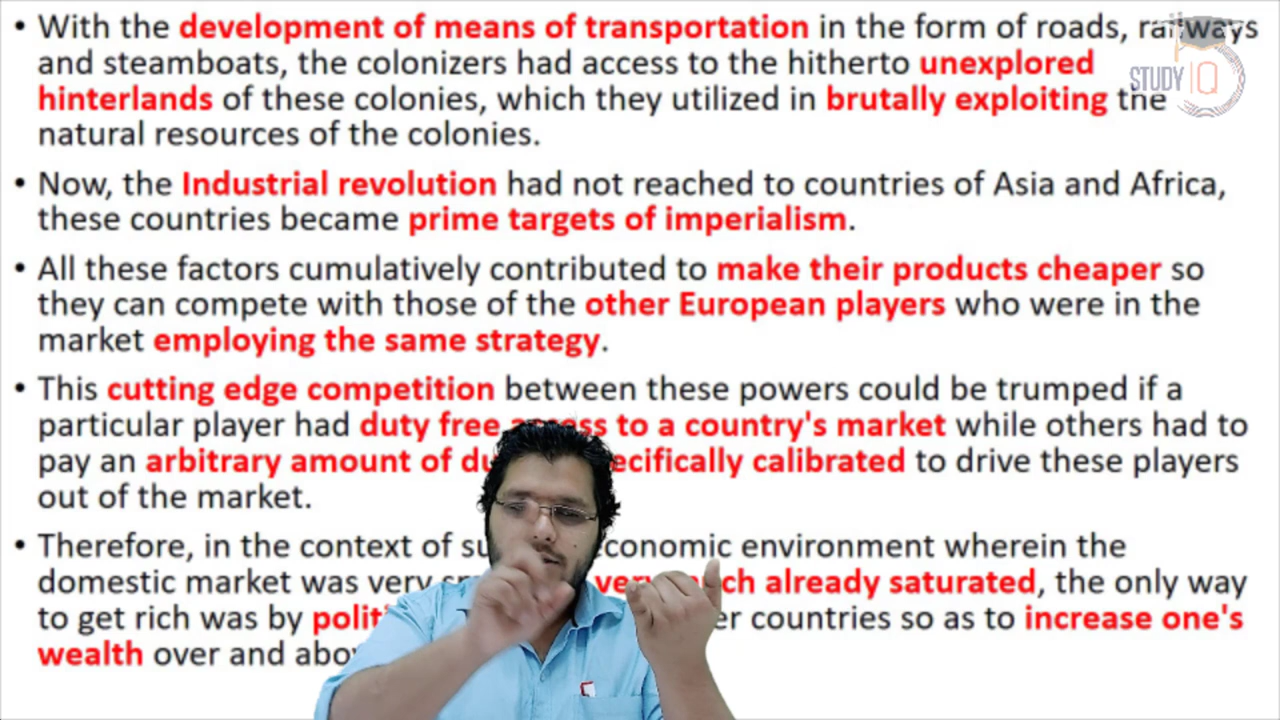 • With the development of means of transportation in the form of roads, railways
and steamboats, the colonizers had access to the hitherto unexplored
hinterlands of these colonies, which they utilized in brutally exploiting the
natural resources of the colonies.
• Now, the Industrial revolution had not reached to countries of Asia and Africa,
these countries became prime targets of imperialism.
• All these factors cumulatively contributed to make their products cheaper so
they can compete with those of the other European players who were in the
market employing the same strategy.
• This cutting edge competition between these powers could be trumped if a
particular player had duty free access to a country's market while others had to
pay an arbitrary amount of calibrated to drive these players
out of the market.
• Therefore, in the context of economic environment wherein the
domestic market was very already saturated, the only way
to get rich was by countries so as to increase one's
wealth over and
STUDY IQ